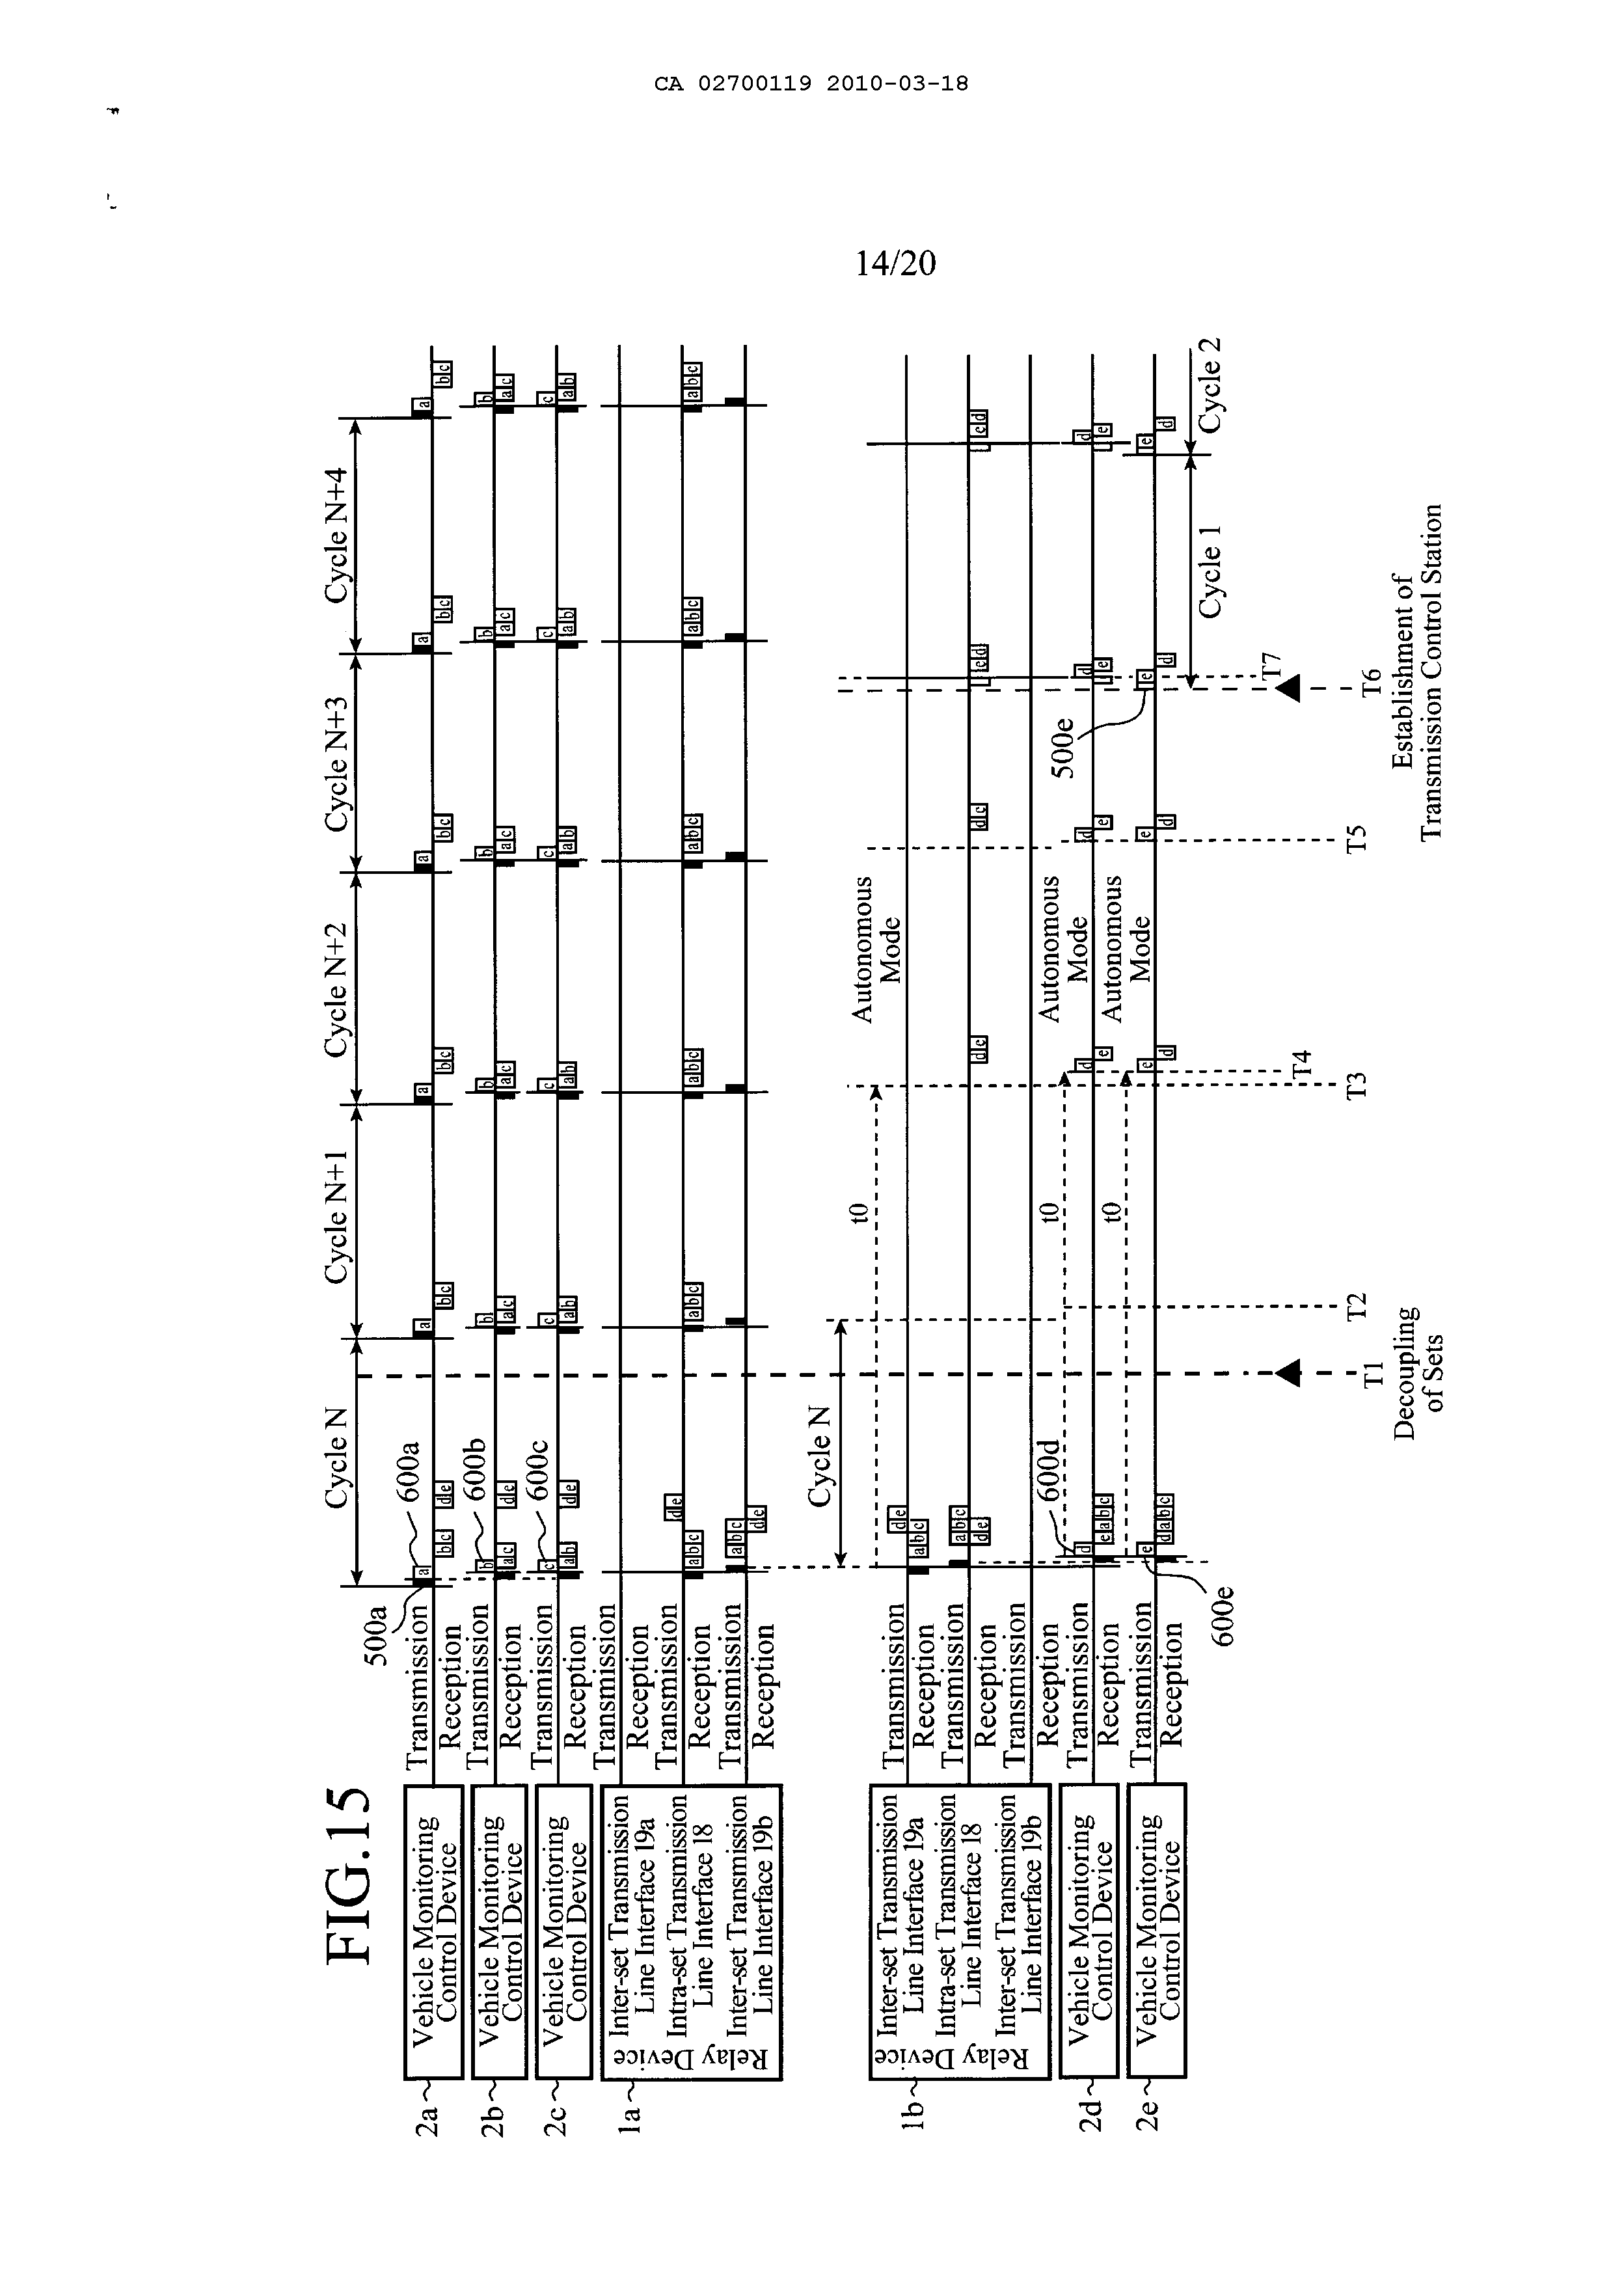 CA 02700119 2010-03-18
14/20
FIG.15
Cycle N
Cycle N+1
Cycle N+2
Cycle N+3
Cycle N+4
2a
Vehicle Monitoring
Control Device
Transmission
Reception
500a
600a
2b
Vehicle Monitoring
Control Device
Transmission
Reception
600b
2c
Vehicle Monitoring
Control Device
Transmission
Reception
600c
1a
Relay Device
Inter-set Transmission
Line Interface 19a
Transmission
Reception
Intra-set Transmission
Line Interface 18
Transmission
Reception
Inter-set Transmission
Line Interface 19b
Transmission
Reception
Cycle N
t0
Autonomous
Mode
1b
Relay Device
Inter-set Transmission
Line Interface 19a
Transmission
Reception
Intra-set Transmission
Line Interface 18
Transmission
Reception
Inter-set Transmission
Line Interface 19b
Transmission
Reception
2d
Vehicle Monitoring
Control Device
Transmission
Reception
600d
t0
Autonomous
Mode
500e
2e
Vehicle Monitoring
Control Device
Transmission
Reception
600e
t0
Autonomous
Mode
Cycle 1
Cycle 2
T1
Decoupling
of Sets
T2
T3
T4
T5
T6
Establishment of
Transmission Control Station
T7